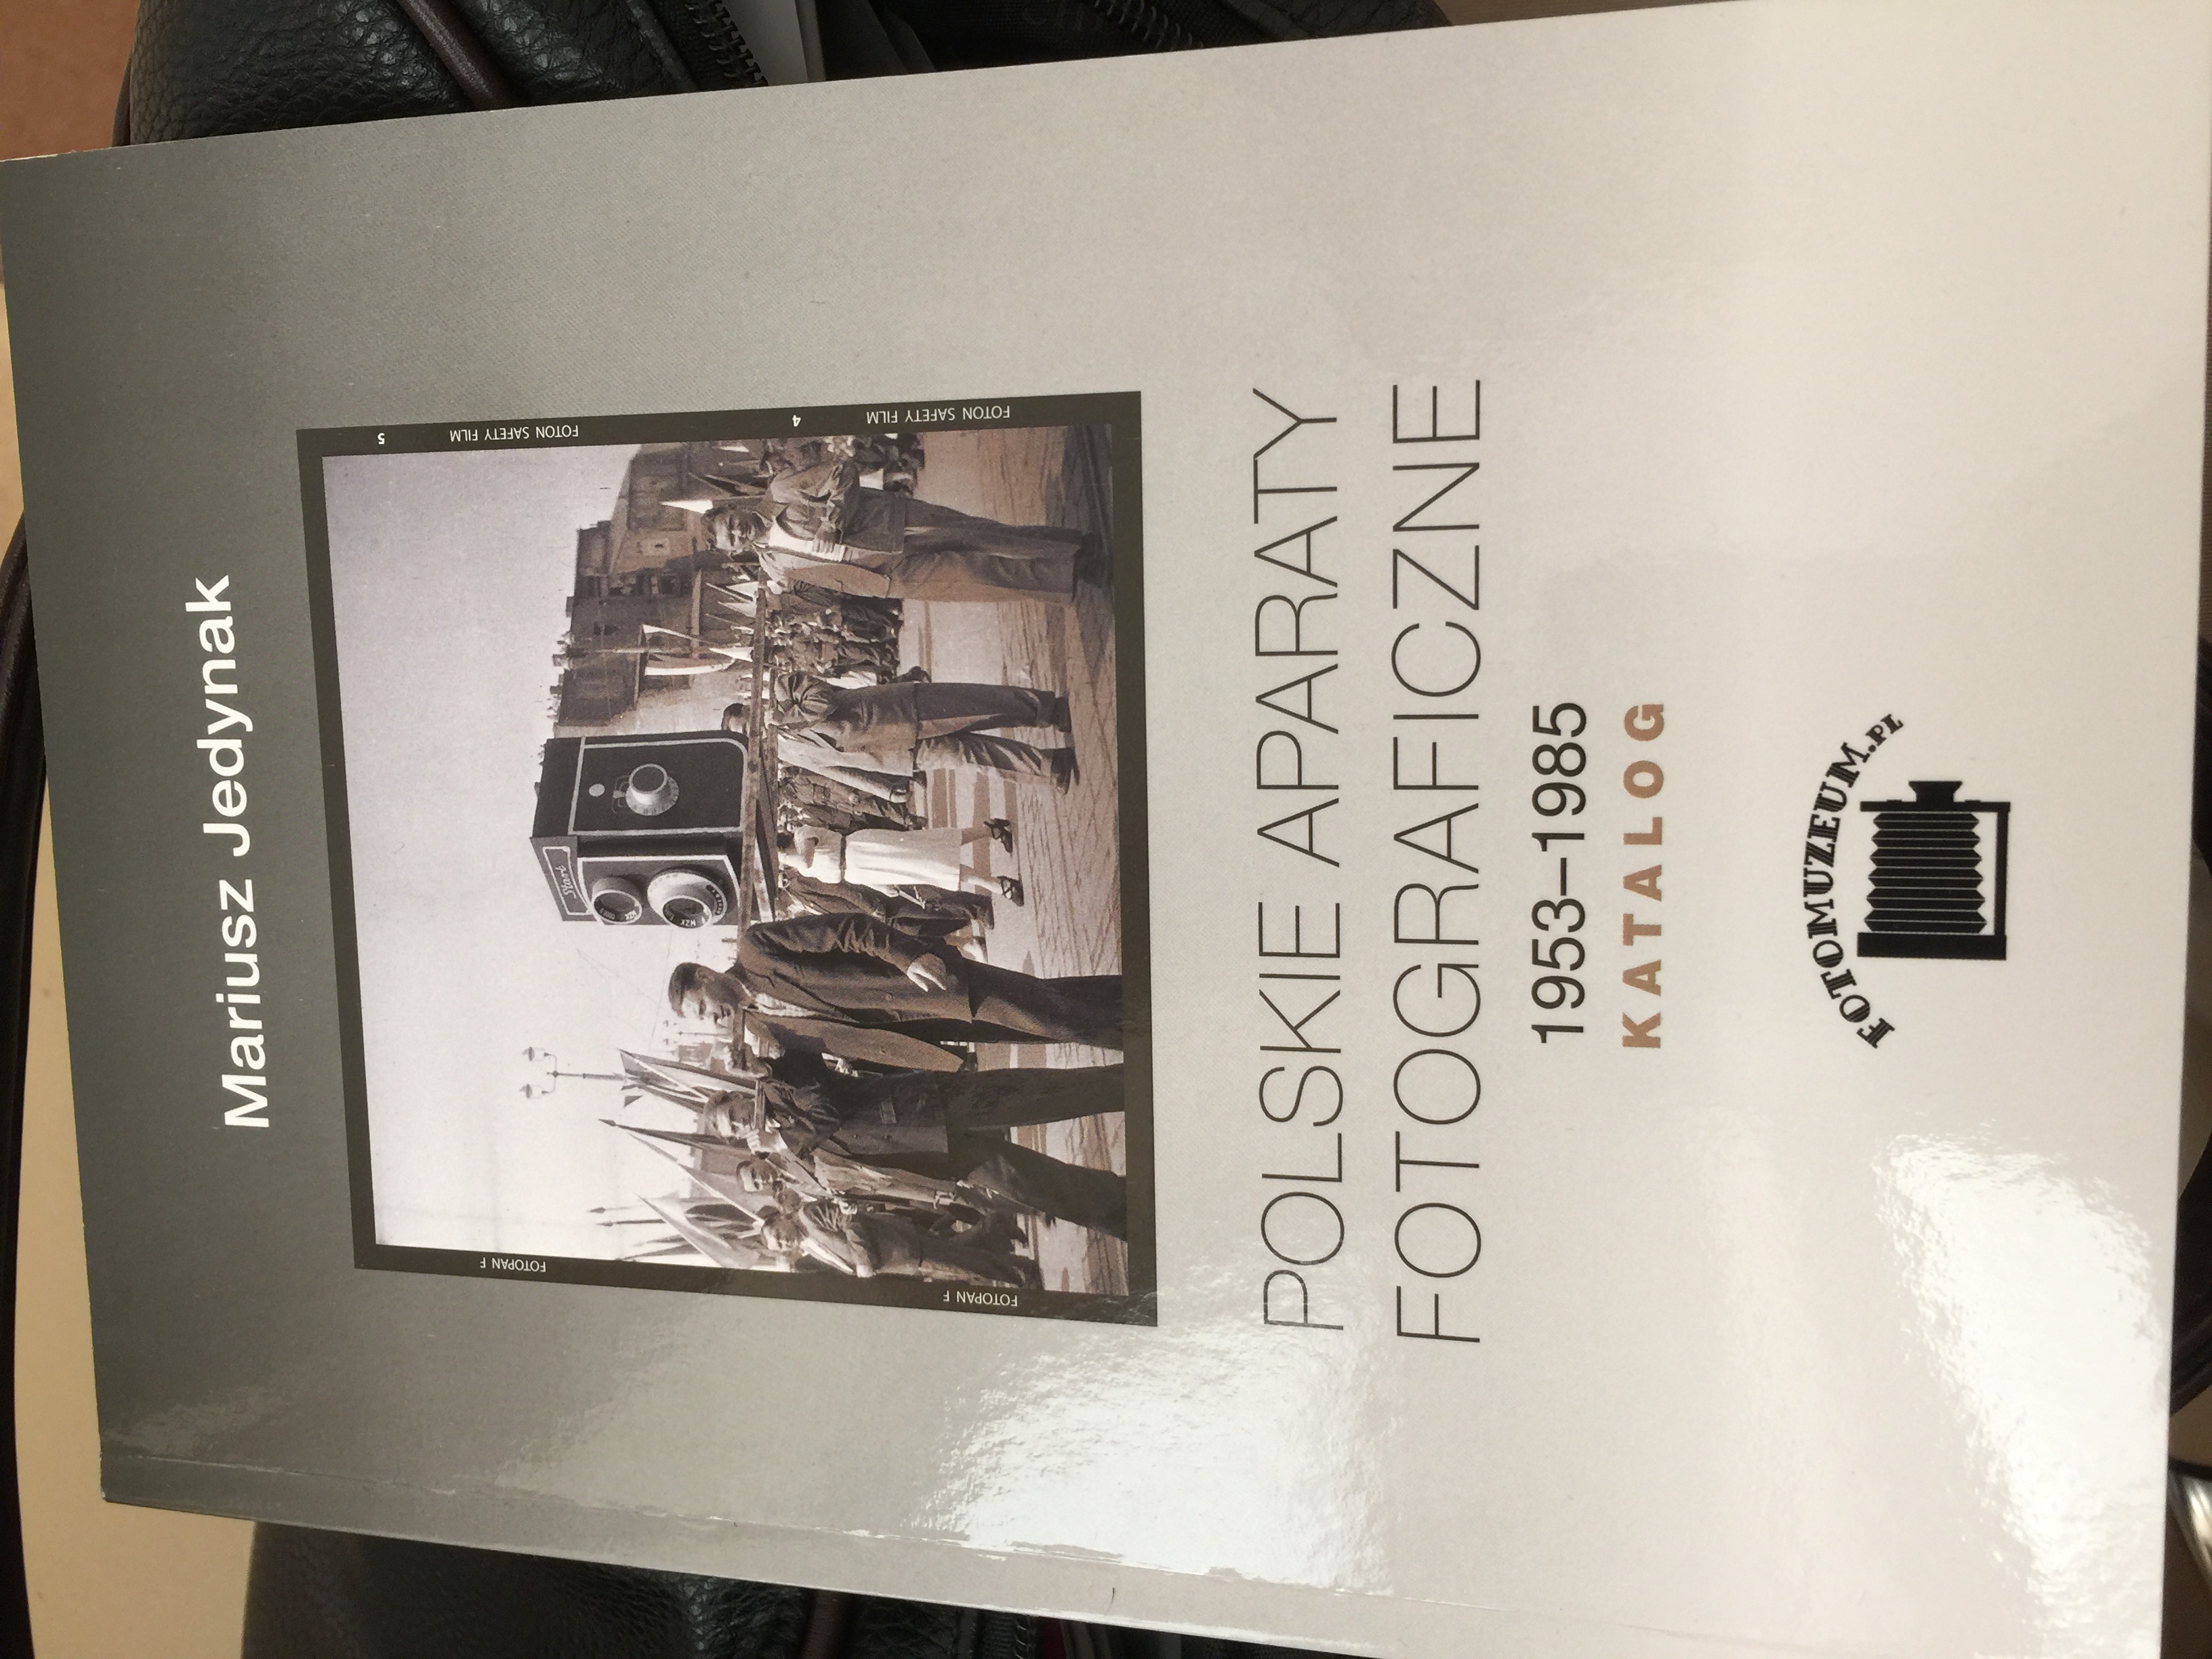 Mariusz Jedynak
5
FOTON SAFETY FILM
4
FOTON SAFETY FILM
FOTOPAN F
FOTOPAN F
Start
POLSKIE APARATY
FOTOGRAFICZNE
1953–1985
KATALOG
FOTOMUZEUM.PL